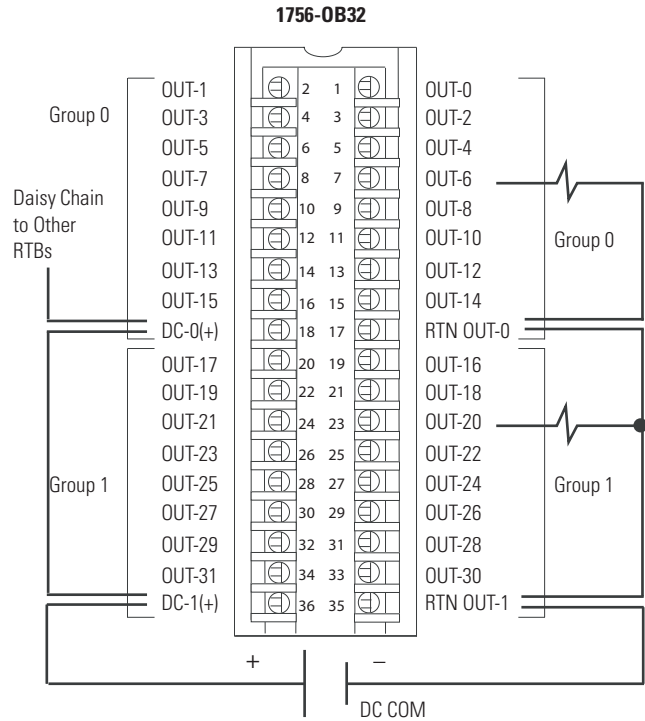 1756-OB32
Group 0
Daisy Chain
to Other
RTBs
Group 1
OUT-1 2 1 OUT-0
OUT-3 4 3 OUT-2
OUT-5 6 5 OUT-4
OUT-7 8 7 OUT-6
OUT-9 10 9 OUT-8
OUT-11 12 11 OUT-10
OUT-13 14 13 OUT-12
OUT-15 16 15 OUT-14
DC-0(+) 18 17 RTN OUT-0
OUT-17 20 19 OUT-16
OUT-19 22 21 OUT-18
OUT-21 24 23 OUT-20
OUT-23 26 25 OUT-22
OUT-25 28 27 OUT-24
OUT-27 30 29 OUT-26
OUT-29 32 31 OUT-28
OUT-31 34 33 OUT-30
DC-1(+) 36 35 RTN OUT-1
Group 0
Group 1
+ –
DC COM